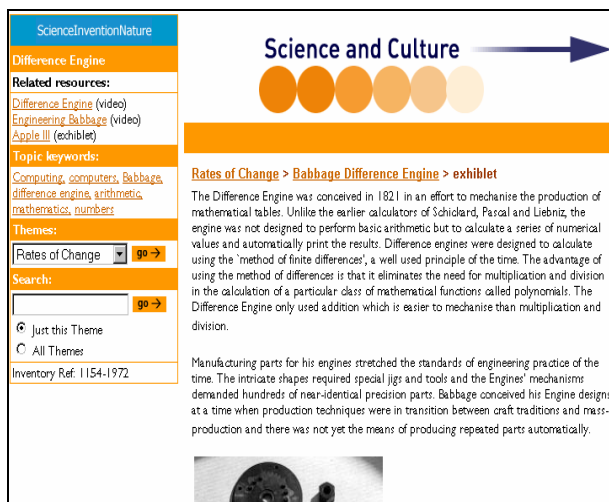 ScienceInventionNature
Difference Engine
Related resources:
Difference Engine (video)
Engineering Babbage (video)
Apple III (exhiblet)
Topic keywords:
Computing, computers, Babbage,
difference engine, arithmetic,
mathematics, numbers
Themes:
Rates of Change go →
Search:
go →
Just this Theme
All Themes
Inventory Ref: 1154-1972
Science and Culture
Rates of Change > Babbage Difference Engine > exhiblet
The Difference Engine was conceived in 1821 in an effort to mechanise the production of
mathematical tables. Unlike the earlier calculators of Schickard, Pascal and Liebniz, the
engine was not designed to perform basic arithmetic but to calculate a series of numerical
values and automatically print the results. Difference engines were designed to calculate
using the `method of finite differences', a well used principle of the time. The advantage of
using the method of differences is that it eliminates the need for multiplication and division
in the calculation of a particular class of mathematical functions called polynomials. The
Difference Engine only used addition which is easier to mechanise than multiplication and
division.
Manufacturing parts for his engines stretched the standards of engineering practice of the
time. The intricate shapes required special jigs and tools and the Engines' mechanisms
demanded hundreds of near-identical precision parts. Babbage conceived his Engine designs
at a time when production techniques were in transition between craft traditions and mass-
production and there was not yet the means of producing repeated parts automatically.